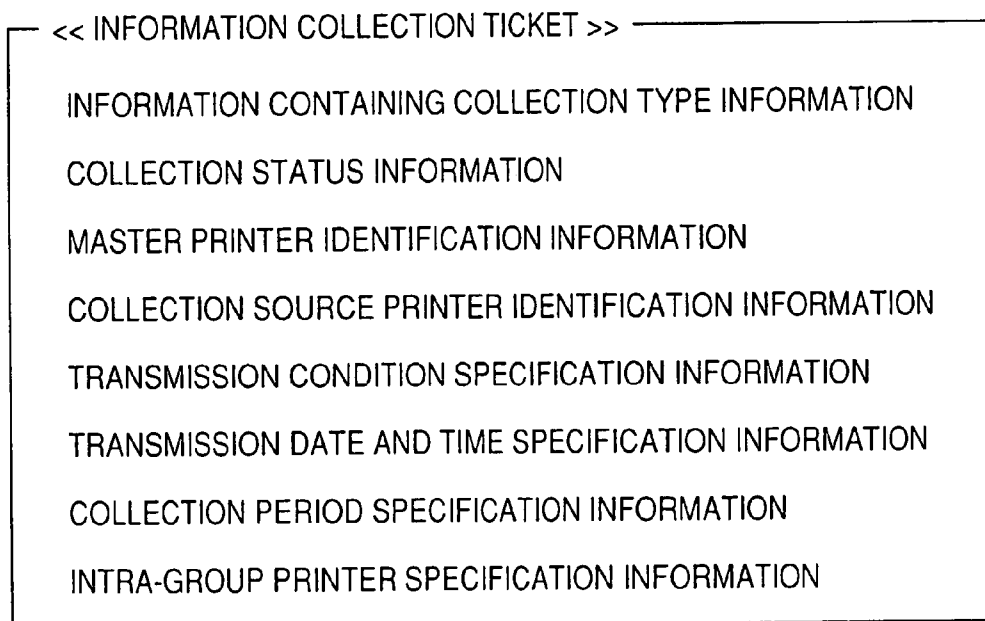 << INFORMATION COLLECTION TICKET >>
INFORMATION CONTAINING COLLECTION TYPE INFORMATION
COLLECTION STATUS INFORMATION
MASTER PRINTER IDENTIFICATION INFORMATION
COLLECTION SOURCE PRINTER IDENTIFICATION INFORMATION
TRANSMISSION CONDITION SPECIFICATION INFORMATION
TRANSMISSION DATE AND TIME SPECIFICATION INFORMATION
COLLECTION PERIOD SPECIFICATION INFORMATION
INTRA-GROUP PRINTER SPECIFICATION INFORMATION